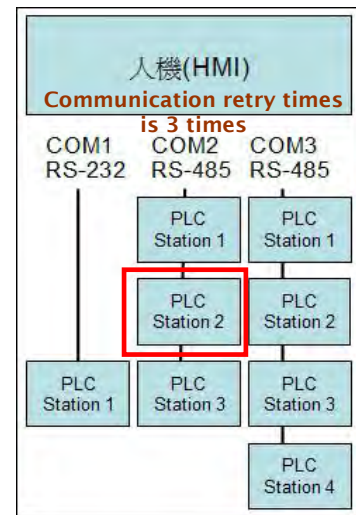 人機(HMI)
Communication retry times
is 3 times
COM1 COM2 COM3
RS-232 RS-485 RS-485
PLC PLC
Station 1 Station 1
PLC PLC
Station 2 Station 2
PLC PLC PLC
Station 1 Station 3 Station 3
PLC
Station 4